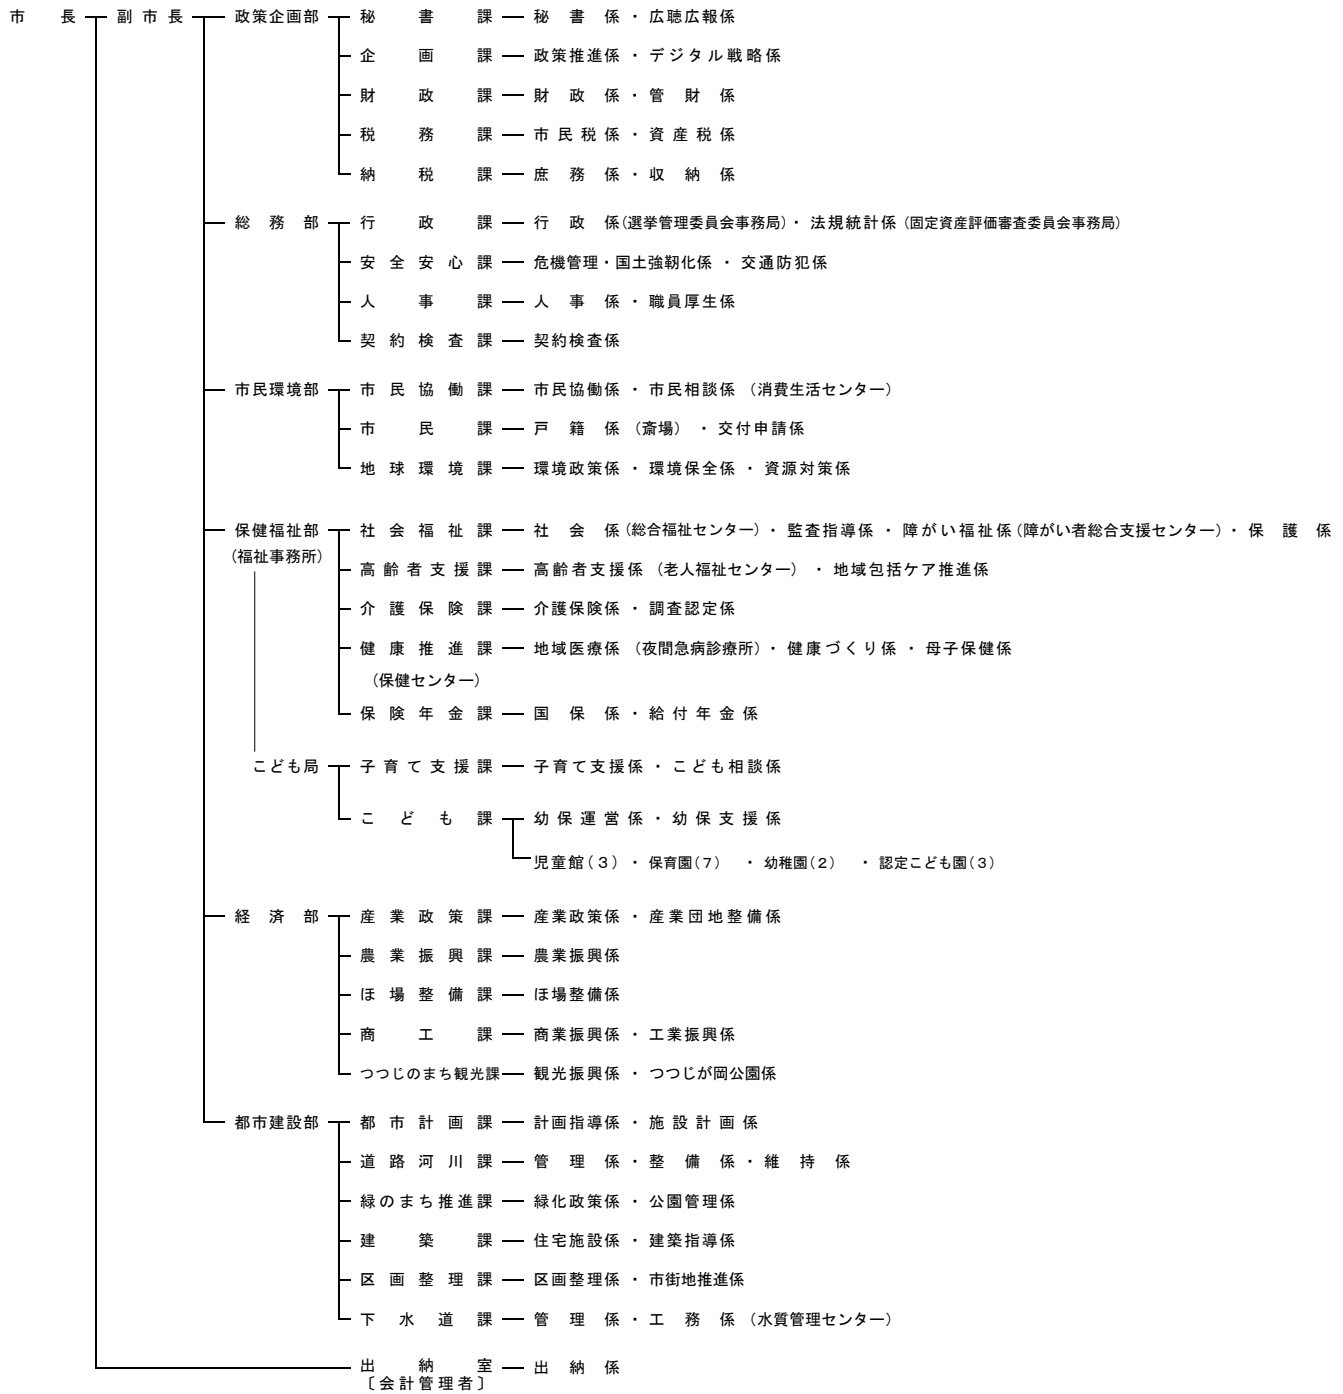 市長 副市長 政策企画部 秘書課 秘書係・広聴広報係
企画課 政策推進係・デジタル戦略係
財政課 財政係・管財係
税務課 市民税係・資産税係
納税課 庶務係・収納係
総務部 行政課 行政係(選挙管理委員会事務局)・法規統計係(固定資産評価審査委員会事務局)
安全安心課 危機管理・国土強靭化係・交通防犯係
人事課 人事係・職員厚生係
契約検査課 契約検査係
市民環境部 市民協働課 市民協働係・市民相談係(消費生活センター)
市民課 戸籍係(斎場)・交付申請係
地球環境課 環境政策係・環境保全係・資源対策係
保健福祉部 社会福祉課 社会係(総合福祉センター)・監査指導係・障がい福祉係(障がい者総合支援センター)・保護係
(福祉事務所)
高齢者支援課 高齢者支援係(老人福祉センター)・地域包括ケア推進係
介護保険課 介護保険係・調査認定係
健康推進課 地域医療係(夜間急病診療所)・健康づくり係・母子保健係
(保健センター)
保険年金課 国保係・給付年金係
こども局 子育て支援課 子育て支援係・こども相談係
こども課 幼保運営係・幼保支援係
児童館(3)・保育園(7)・幼稚園(2)・認定こども園(3)
経済部 産業政策課 産業政策係・産業団地整備係
農業振興課 農業振興係
ほ場整備課 ほ場整備係
商工課 商業振興係・工業振興係
つつじのまち観光課 観光振興係・つつじが岡公園係
都市建設部 都市計画課 計画指導係・施設計画係
道路河川課 管理係・整備係・維持係
緑のまち推進課 緑化政策係・公園管理係
建築課 住宅施設係・建築指導係
区画整理課 区画整理係・市街地推進係
下水道課 管理係・工務係(水質管理センター)
出納室 出納係
〔会計管理者〕